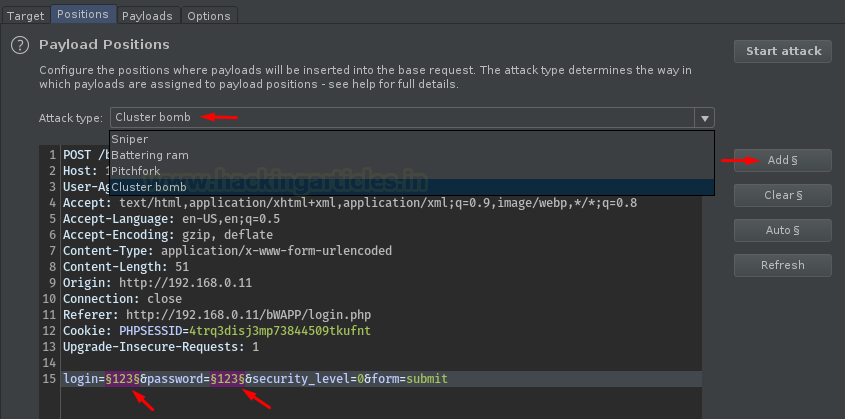 Target Positions Payloads Options
? Payload Positions
Start attack
Configure the positions where payloads will be inserted into the base request. The attack type determines the way in
which payloads are assigned to payload positions - see help for full details.
Attack type: Cluster bomb
Sniper
Battering ram
Pitchfork
Cluster bomb
www.hackingarticles.in
Add §
Clear §
Auto §
Refresh
1 POST /b
2 Host: 1
3 User-Ag
4 Accept: text/html,application/xhtml+xml,application/xml;q=0.9,image/webp,*/*;q=0.8
5 Accept-Language: en-US,en;q=0.5
6 Accept-Encoding: gzip, deflate
7 Content-Type: application/x-www-form-urlencoded
8 Content-Length: 51
9 Origin: http://192.168.0.11
10 Connection: close
11 Referer: http://192.168.0.11/bWAPP/login.php
12 Cookie: PHPSESSID=4trq3disj3mp73844509tkufnt
13 Upgrade-Insecure-Requests: 1
14
15 login=§123§&password=§123§&security_level=0&form=submit